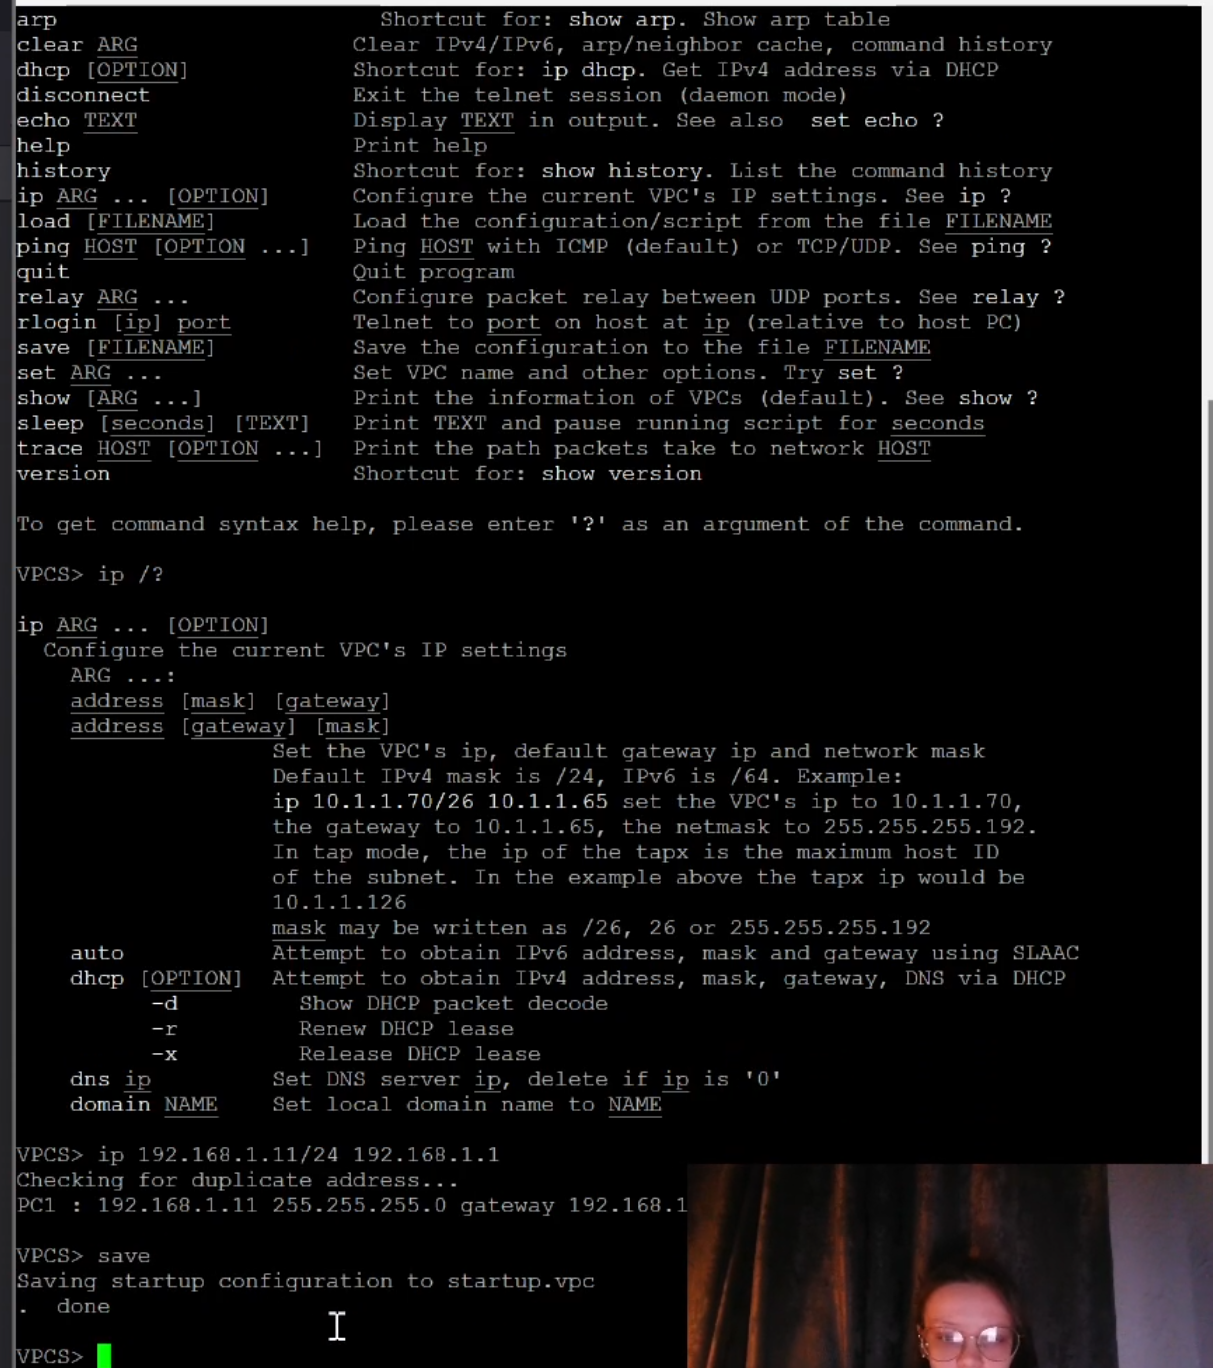 arp Shortcut for: show arp. Show arp table
clear ARG Clear IPv4/IPv6, arp/neighbor cache, command history
dhcp [OPTION] Shortcut for: ip dhcp. Get IPv4 address via DHCP
disconnect Exit the telnet session (daemon mode)
echo TEXT Display TEXT in output. See also  set echo ?
help Print help
history Shortcut for: show history. List the command history
ip ARG ... [OPTION] Configure the current VPC's IP settings. See ip ?
load [FILENAME] Load the configuration/script from the file FILENAME
ping HOST [OPTION ...] Ping HOST with ICMP (default) or TCP/UDP. See ping ?
quit Quit program
relay ARG ... Configure packet relay between UDP ports. See relay ?
rlogin [ip] port Telnet to port on host at ip (relative to host PC)
save [FILENAME] Save the configuration to the file FILENAME
set ARG ... Set VPC name and other options. Try set ?
show [ARG ...] Print the information of VPCs (default). See show ?
sleep [seconds] [TEXT] Print TEXT and pause running script for seconds
trace HOST [OPTION ...] Print the path packets take to network HOST
version Shortcut for: show version
To get command syntax help, please enter '?' as an argument of the command.
VPCS> ip /?
ip ARG ... [OPTION]
Configure the current VPC's IP settings
ARG ...:
address [mask] [gateway]
address [gateway] [mask]
Set the VPC's ip, default gateway ip and network mask
Default IPv4 mask is /24, IPv6 is /64. Example:
ip 10.1.1.70/26 10.1.1.65 set the VPC's ip to 10.1.1.70,
the gateway to 10.1.1.65, the netmask to 255.255.255.192.
In tap mode, the ip of the tapx is the maximum host ID
of the subnet. In the example above the tapx ip would be
10.1.1.126
mask may be written as /26, 26 or 255.255.255.192
auto Attempt to obtain IPv6 address, mask and gateway using SLAAC
dhcp [OPTION] Attempt to obtain IPv4 address, mask, gateway, DNS via DHCP
-d Show DHCP packet decode
-r Renew DHCP lease
-x Release DHCP lease
dns ip Set DNS server ip, delete if ip is '0'
domain NAME Set local domain name to NAME
VPCS> ip 192.168.1.11/24 192.168.1.1
Checking for duplicate address...
PC1 : 192.168.1.11 255.255.255.0 gateway 192.168.1
VPCS> save
Saving startup configuration to startup.vpc
. done
VPCS>